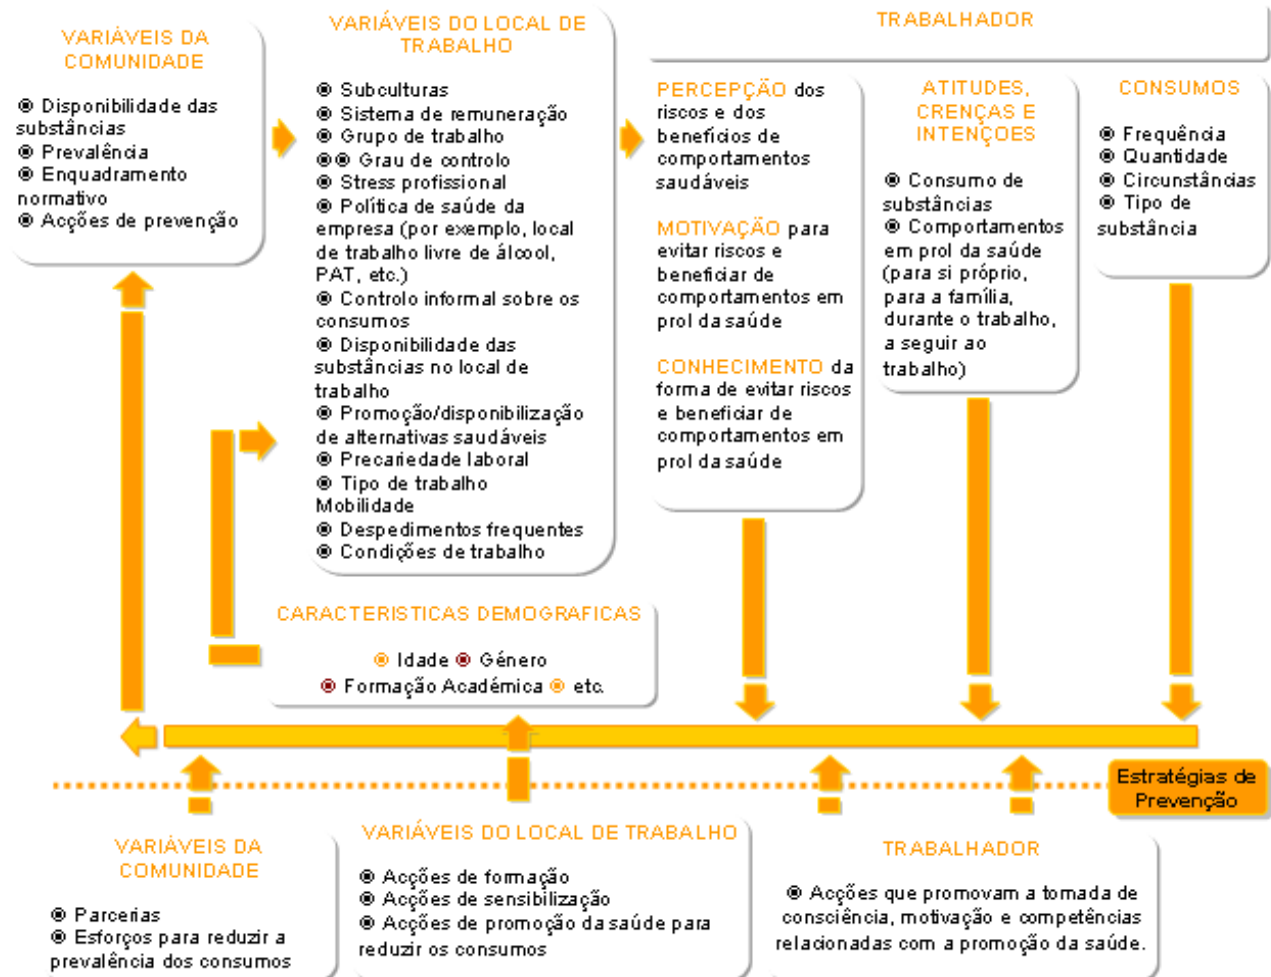 VARIÁVEIS DA
COMUNIDADE
◉ Disponibilidade das
substâncias
◉ Prevalência
◉ Enquadramento
normativo
◉ Acções de prevenção
VARIÁVEIS DO LOCAL DE
TRABALHO
◉ Subculturas
◉ Sistema de remuneração
◉ Grupo de trabalho
◉◉ Grau de controlo
◉ Stress profissional
◉ Política de saúde da
empresa (por exemplo, local
de trabalho livre de álcool,
PAT, etc.)
◉ Controlo informal sobre os
consumos
◉ Disponibilidade das
substâncias no local de
trabalho
◉ Promoção/disponibilização
de alternativas saudáveis
◉ Precariedade laboral
◉ Tipo de trabalho
Mobilidade
◉ Despedimentos frequentes
◉ Condições de trabalho
TRABALHADOR
PERCEPÇÃO dos
riscos e dos
benefícios de
comportamentos
saudáveis
MOTIVAÇÃO para
evitar riscos e
beneficiar de
comportamentos em
prol da saúde
CONHECIMENTO da
forma de evitar riscos
e beneficiar de
comportamentos em
prol da saúde
ATITUDES,
CRENÇAS E
INTENÇOES
◉ Consumo de
substâncias
◉ Comportamentos
em prol da saúde
(para si próprio,
para a família,
durante o trabalho,
a seguir ao
trabalho)
CONSUMOS
◉ Frequência
◉ Quantidade
◉ Circunstâncias
◉ Tipo de
substância
CARACTERISTICAS DEMOGRAFICAS
◉ Idade ◉ Género
◉ Formação Académica ◉ etc.
Estratégias de
Prevenção
VARIÁVEIS DA
COMUNIDADE
◉ Parcerias
◉ Esforços para reduzir a
prevalência dos consumos
VARIÁVEIS DO LOCAL DE TRABALHO
◉ Acções de formação
◉ Acções de sensibilização
◉ Acções de promoção da saúde para
reduzir os consumos
TRABALHADOR
◉ Acções que promovam a tomada de
consciência, motivação e competências
relacionadas com a promoção da saúde.